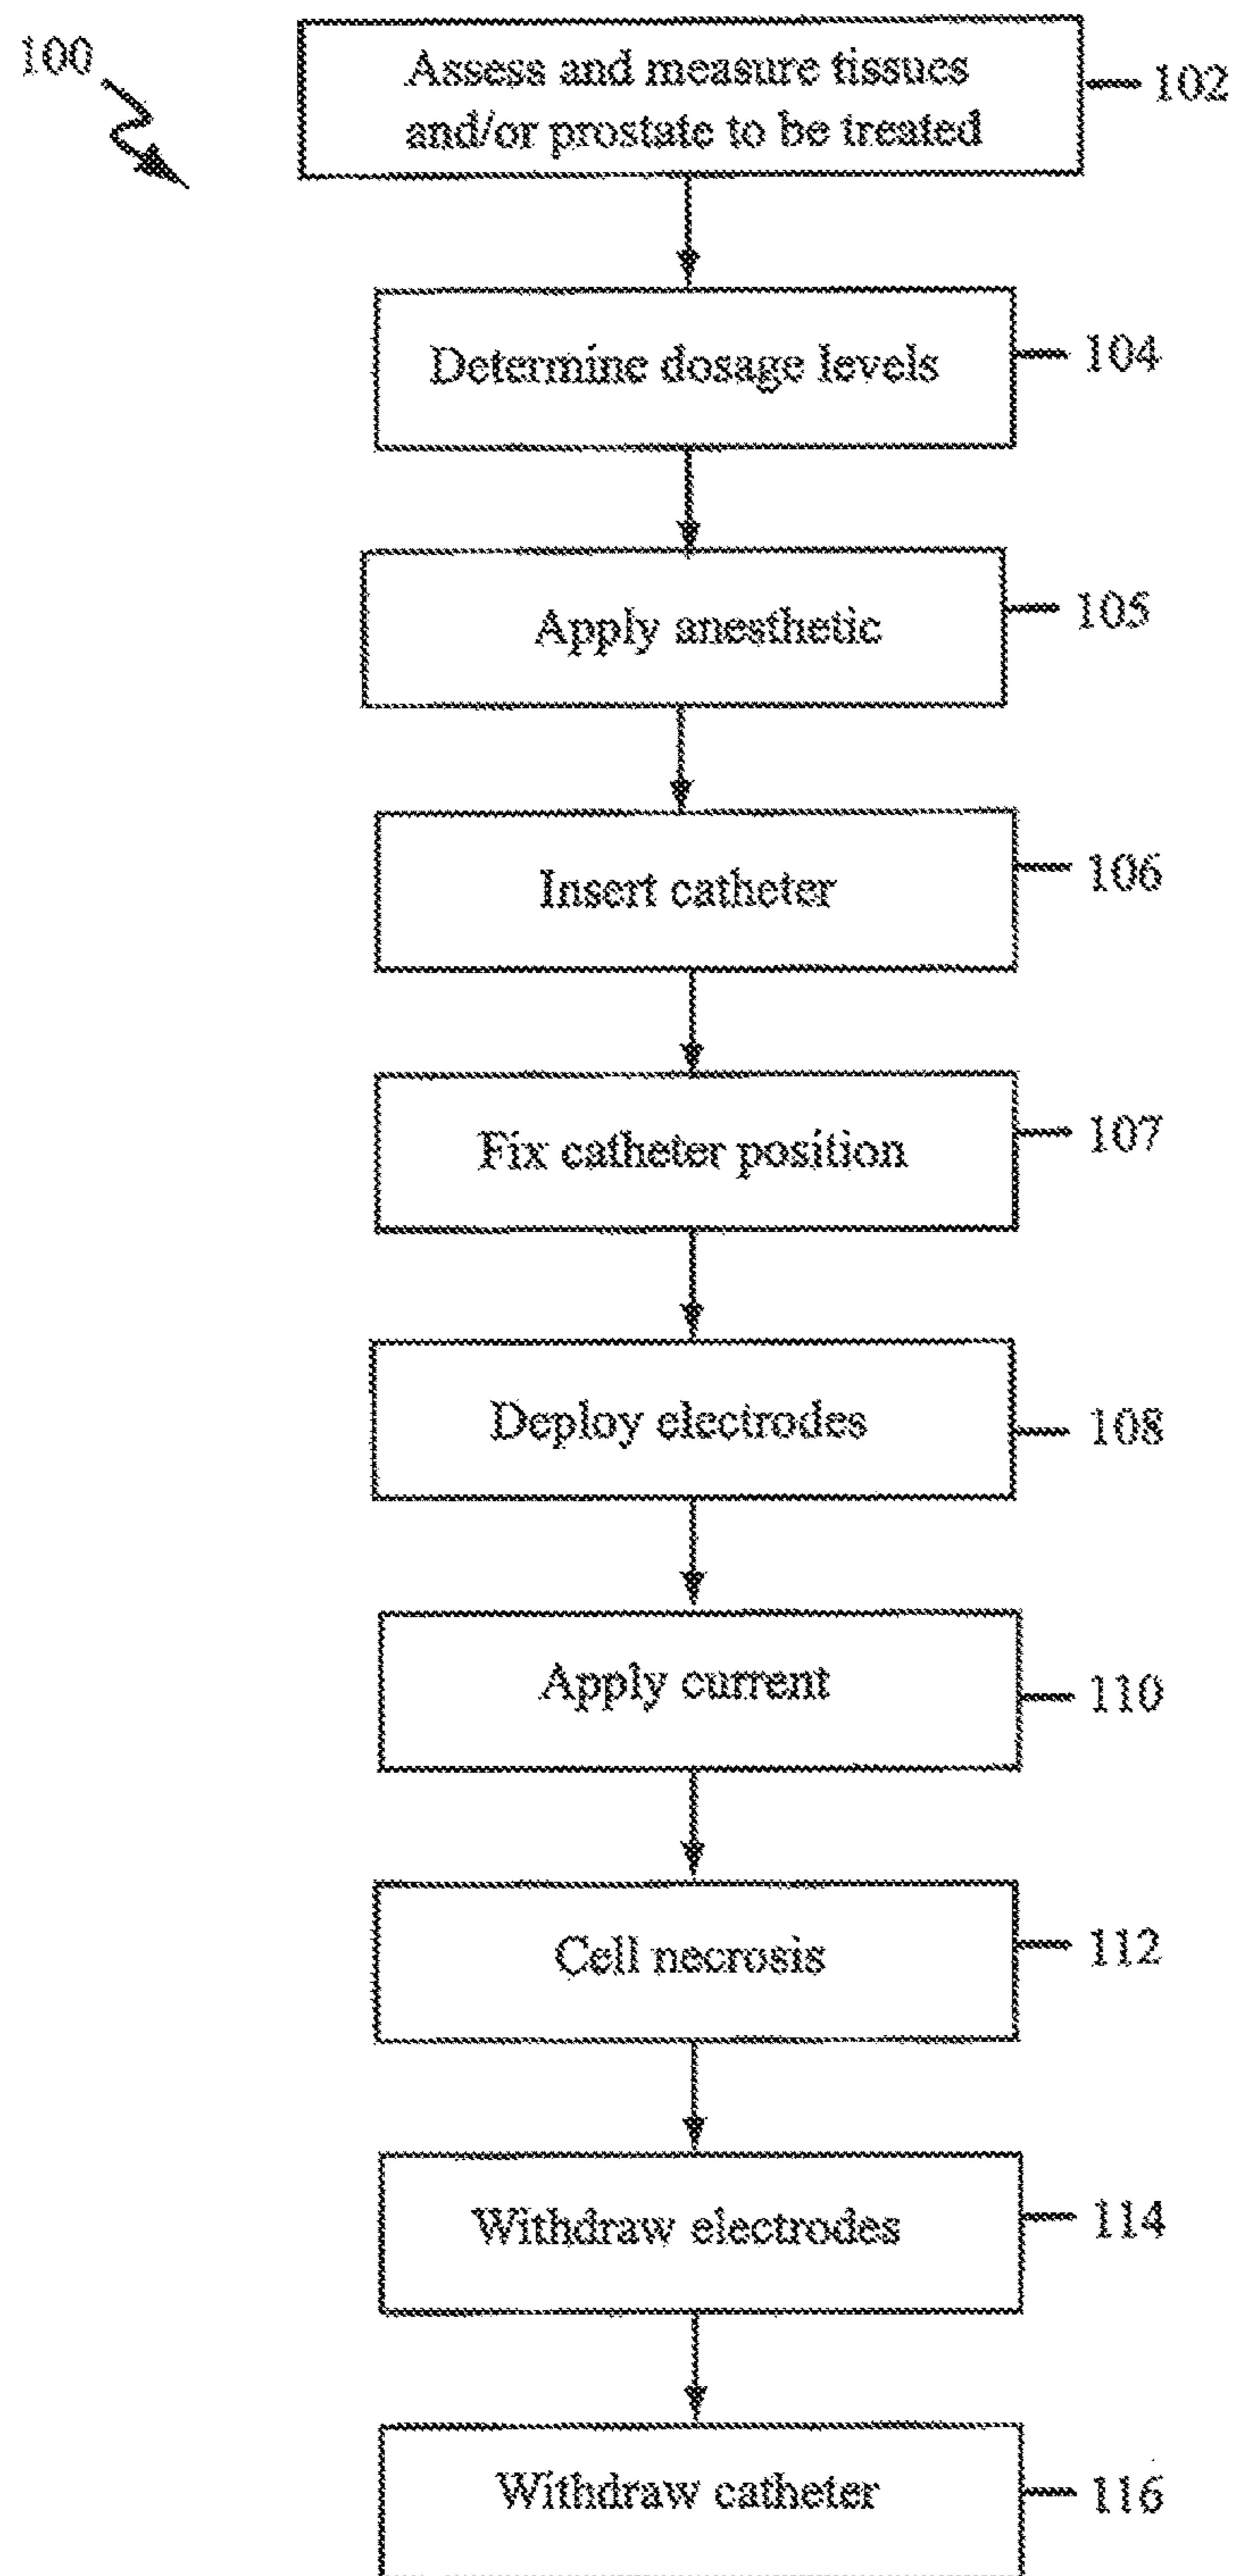 100
Assess and measure tissues
and/or prostate to be treated
102
Determine dosage levels
104
Apply anesthetic
105
Insert catheter
106
Fix catheter position
107
Deploy electrodes
108
Apply current
110
Cell necrosis
112
Withdraw electrodes
114
Withdraw catheter
116